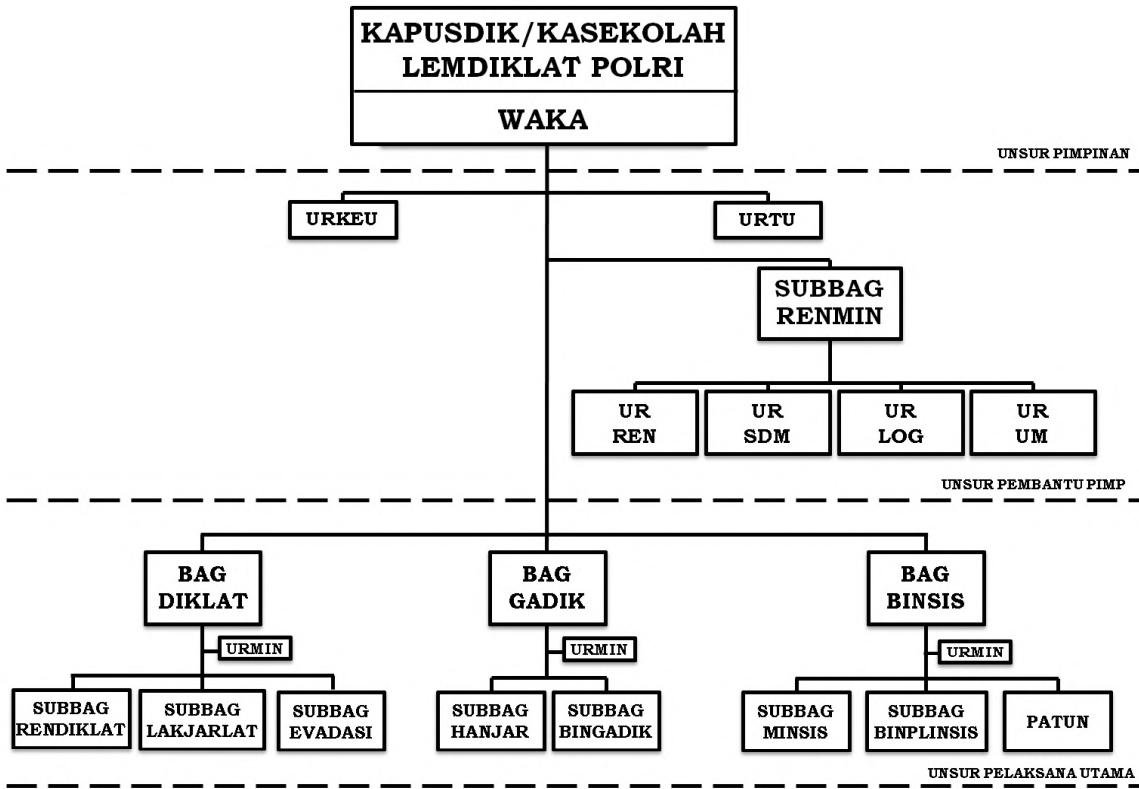 KAPUSDIK/KASEKOLAH
LEMDIKLAT POLRI
WAKA
UNSUR PIMPINAN
URKEU
URTU
SUBBAG
RENMIN
UR
REN
UR
SDM
UR
LOG
UR
UM
UNSUR PEMBANTU PIMP
BAG
DIKLAT
BAG
GADIK
BAG
BINSIS
URMIN
URMIN
URMIN
SUBBAG
RENDIKLAT
SUBBAG
LAKJARLAT
SUBBAG
EVADASI
SUBBAG
HANJAR
SUBBAG
BINGADIK
SUBBAG
MINSIS
SUBBAG
BINPLINSIS
PATUN
UNSUR PELAKSANA UTAMA